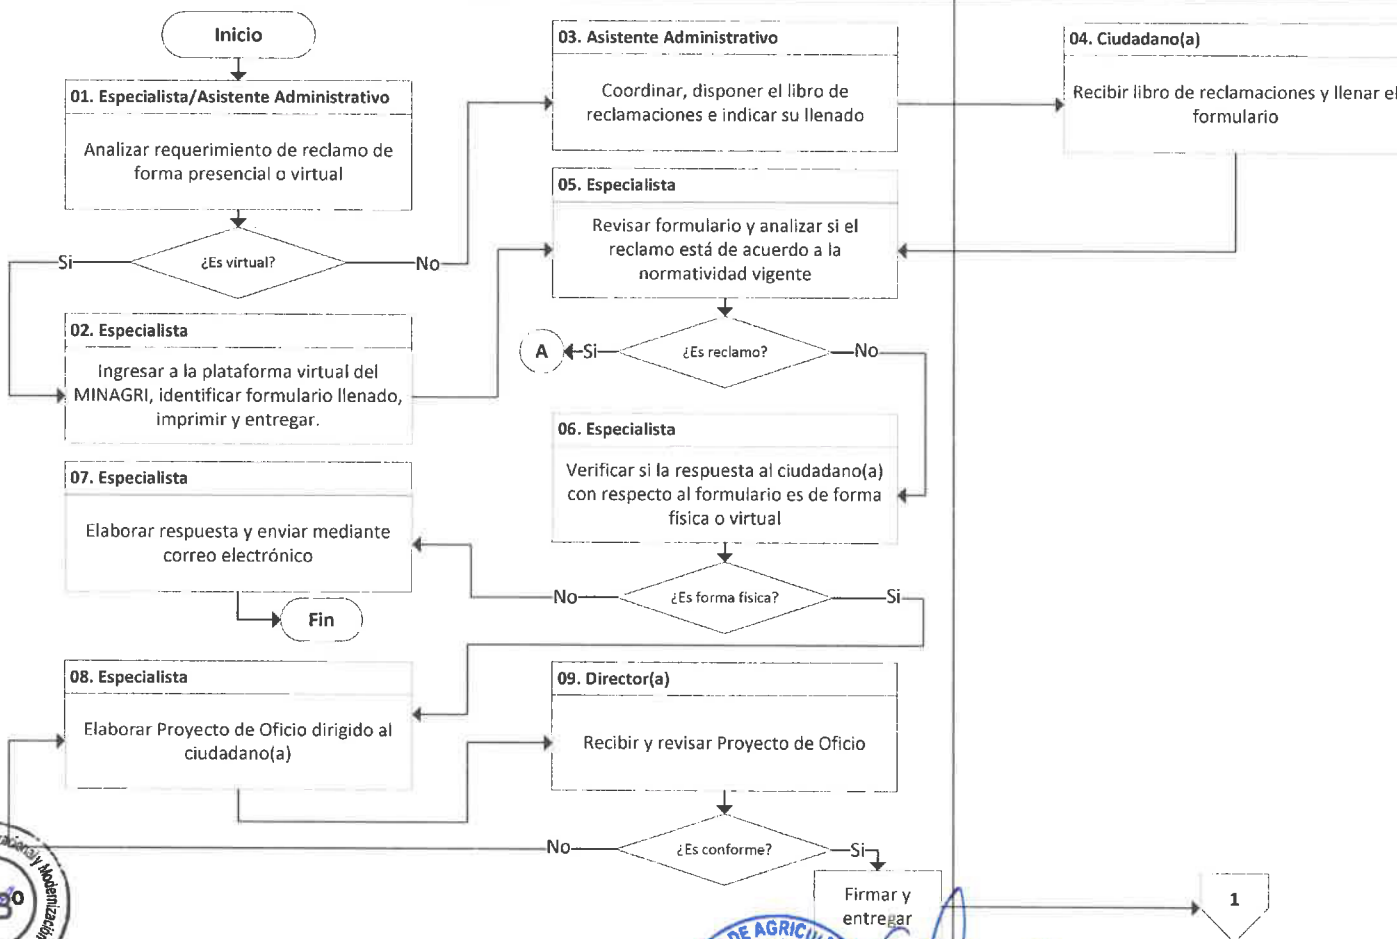 Inicio
01. Especialista/Asistente Administrativo
Analizar requerimiento de reclamo de
forma presencial o virtual
¿Es virtual?
Si
No
02. Especialista
Ingresar a la plataforma virtual del
MINAGRI, identificar formulario llenado,
imprimir y entregar.
03. Asistente Administrativo
Coordinar, disponer el libro de
reclamaciones e indicar su llenado
04. Ciudadano(a)
Recibir libro de reclamaciones y llenar el
formulario
05. Especialista
Revisar formulario y analizar si el
reclamo está de acuerdo a la
normatividad vigente
¿Es reclamo?
Si
A
No
06. Especialista
Verificar si la respuesta al ciudadano(a)
con respecto al formulario es de forma
física o virtual
¿Es forma física?
No
Si
07. Especialista
Elaborar respuesta y enviar mediante
correo electrónico
Fin
08. Especialista
Elaborar Proyecto de Oficio dirigido al
ciudadano(a)
09. Director(a)
Recibir y revisar Proyecto de Oficio
¿Es conforme?
No
Si
Firmar y
entregar
1
y Modernización
DE AGRICUL